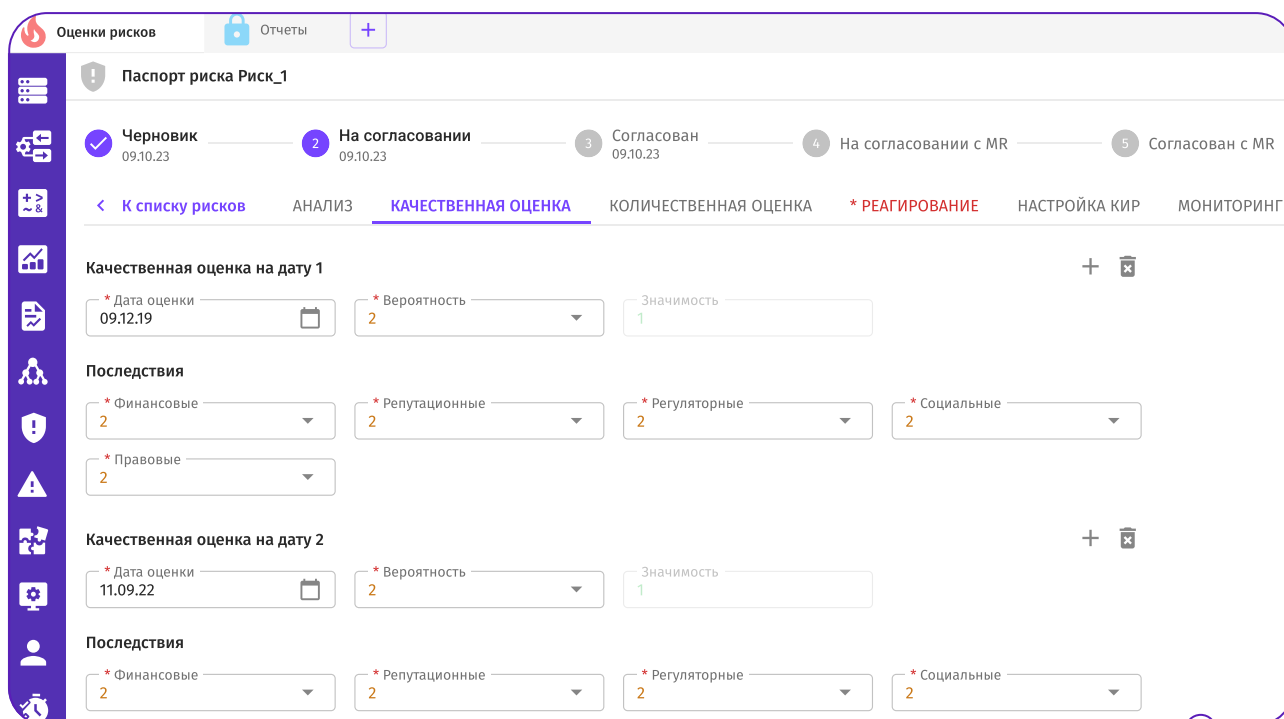 Оценки рисков
Отчеты
+
Паспорт риска Риск_1
Черновик
09.10.23
2
На согласовании
09.10.23
3
Согласован
09.10.23
4
На согласовании с MR
5
Согласован с MR
К списку рисков
АНАЛИЗ
КАЧЕСТВЕННАЯ ОЦЕНКА
КОЛИЧЕСТВЕННАЯ ОЦЕНКА
* РЕАГИРОВАНИЕ
НАСТРОЙКА КИР
МОНИТОРИНГ
Качественная оценка на дату 1
* Дата оценки
09.12.19
* Вероятность
2
Значимость
1
Последствия
* Финансовые
2
* Репутационные
2
* Регуляторные
2
* Социальные
2
* Правовые
2
Качественная оценка на дату 2
* Дата оценки
11.09.22
* Вероятность
2
Значимость
1
Последствия
* Финансовые
2
* Репутационные
2
* Регуляторные
2
* Социальные
2